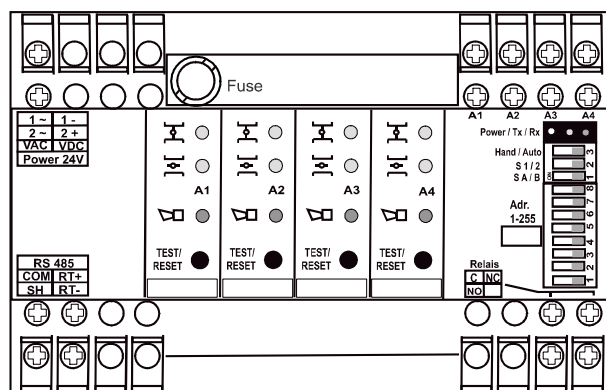 Fuse
A1 A2 A3 A4
1 ~ 1 -
2 ~ 2 +
VAC VDC
Power 24V
Power / Tx / Rx
Hand / Auto 3
S 1 / 2 2
S A / B ON 1
A1 A2 A3 A4
Adr.
1-255
8
7
6
5
4
3
2
1
TEST/
RESET
TEST/
RESET
TEST/
RESET
TEST/
RESET
RS 485
COM RT+
SH RT-
Relais
C NC
NO